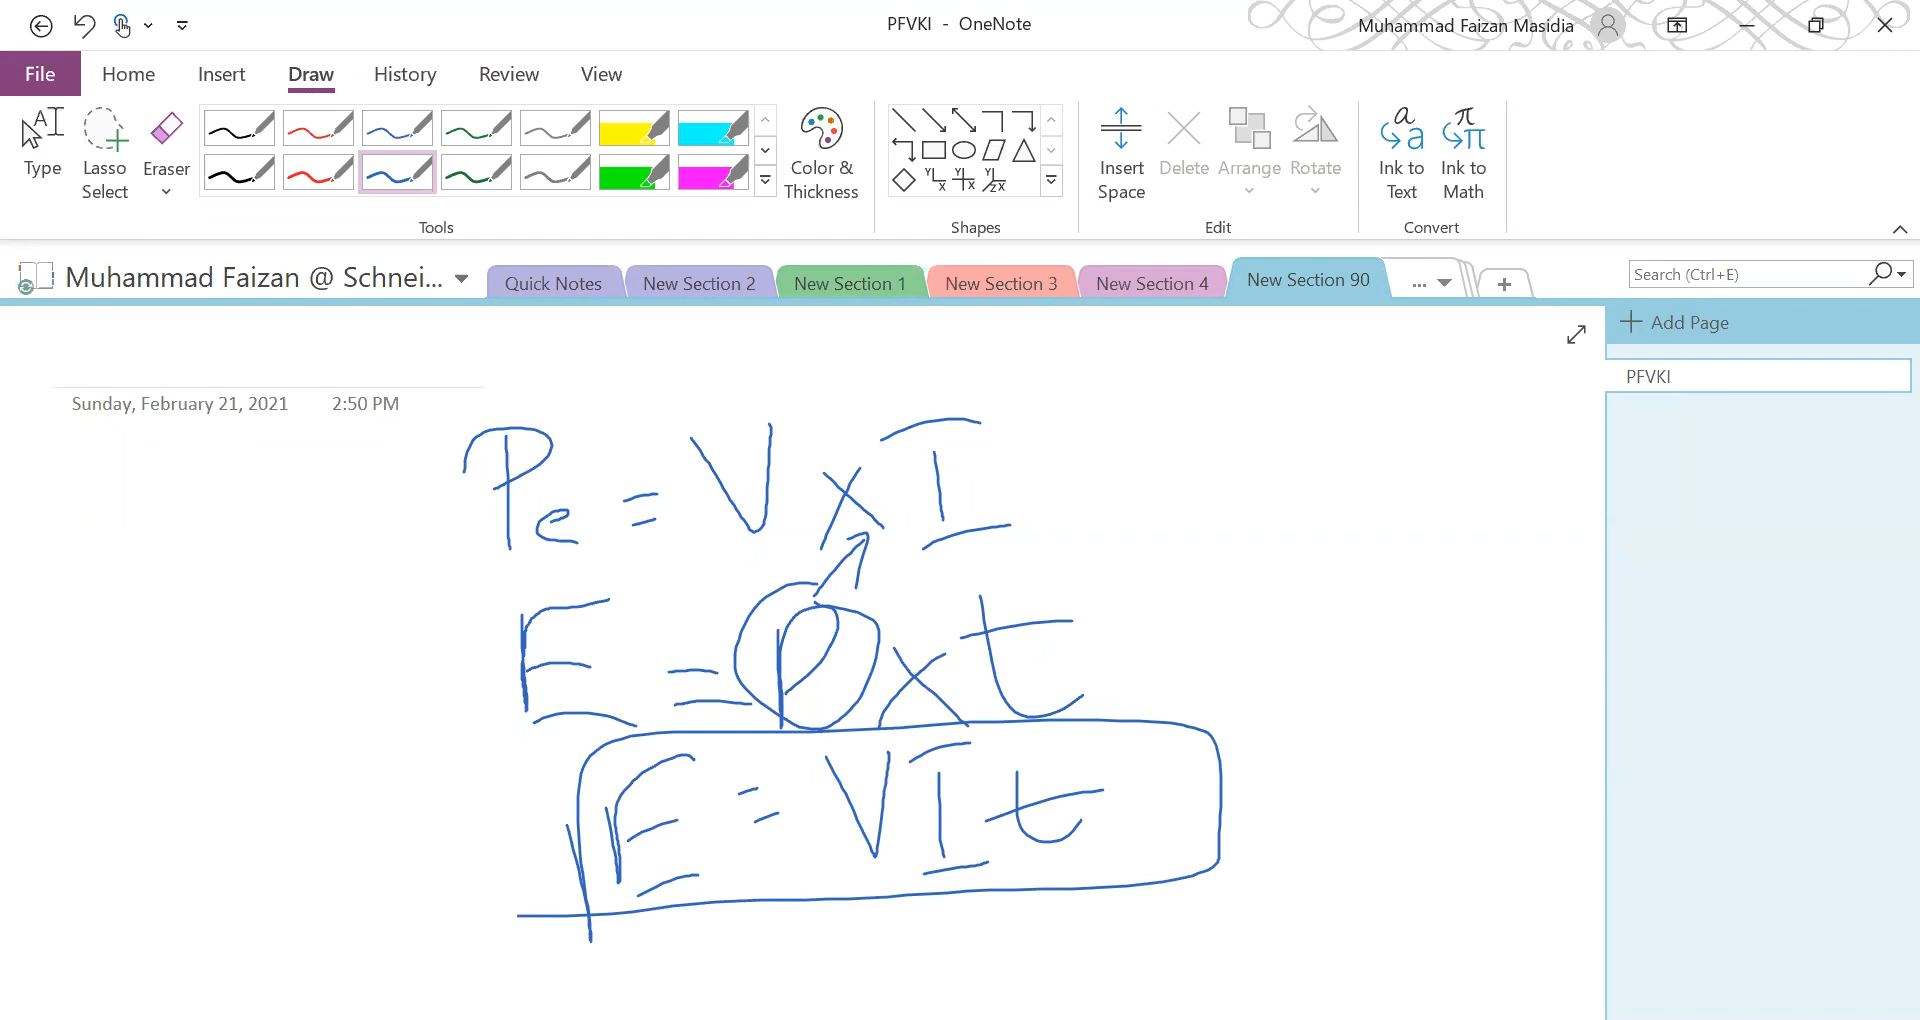 PFVKI - OneNote
Muhammad Faizan Masidia
File Home Insert Draw History Review View
Type
Lasso Select
Eraser
Color & Thickness
Insert Space
Delete
Arrange
Rotate
a a
Ink to Text
π π
Ink to Math
Tools
Shapes
Edit
Convert
Muhammad Faizan @ Schnei...
Quick Notes
New Section 2
New Section 1
New Section 3
New Section 4
New Section 90
...
Search (Ctrl+E)
Add Page
PFVKI
Sunday, February 21, 2021 2:50 PM
Pe = V x I
E = P x t
E = VIt